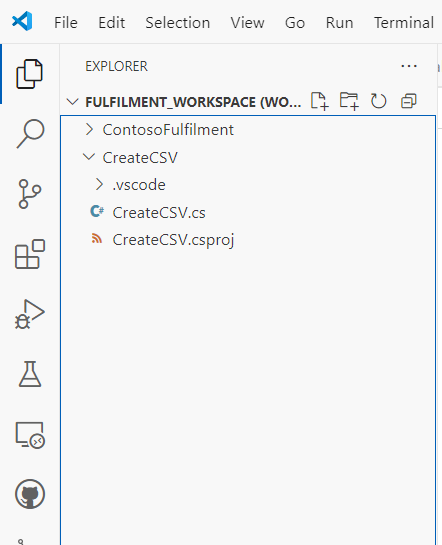 File Edit Selection View Go Run Terminal
EXPLORER
FULFILMENT_WORKSPACE (WO...
ContosoFulfilment
CreateCSV
.vscode
C# CreateCSV.cs
CreateCSV.csproj